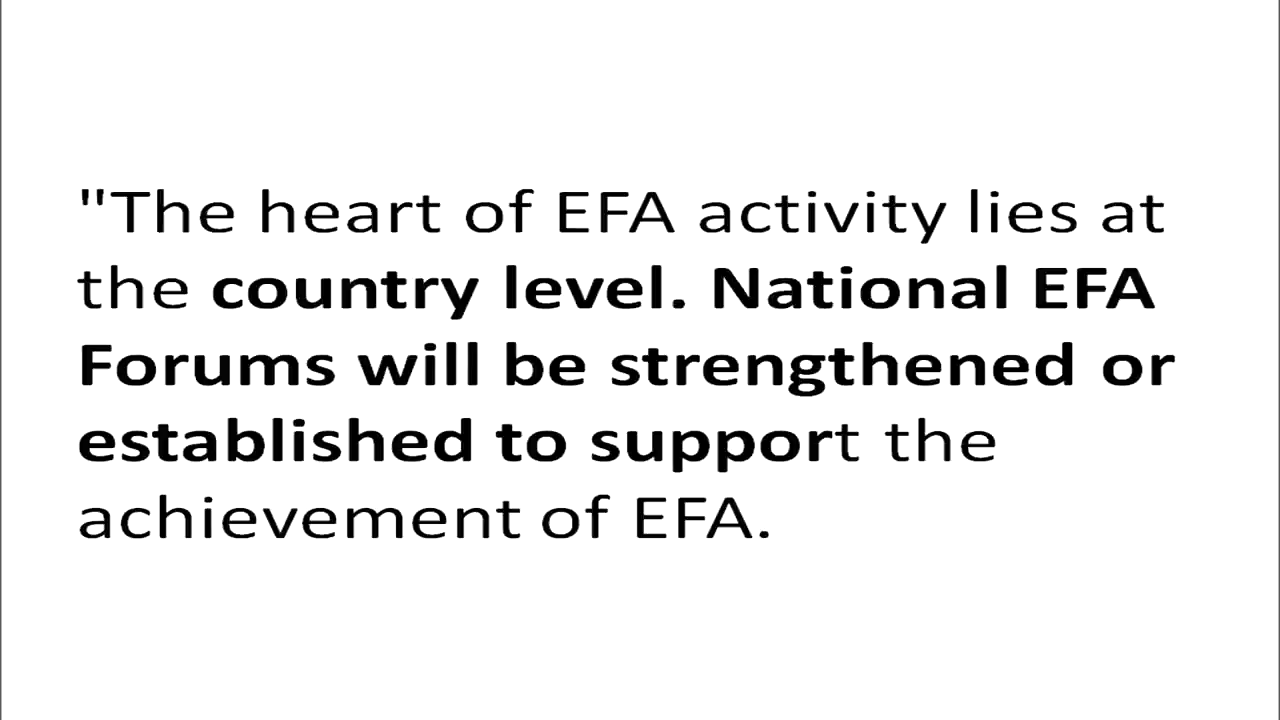 "The heart of EFA activity lies at
the country level. National EFA
Forums will be strengthened or
established to support the
achievement of EFA.